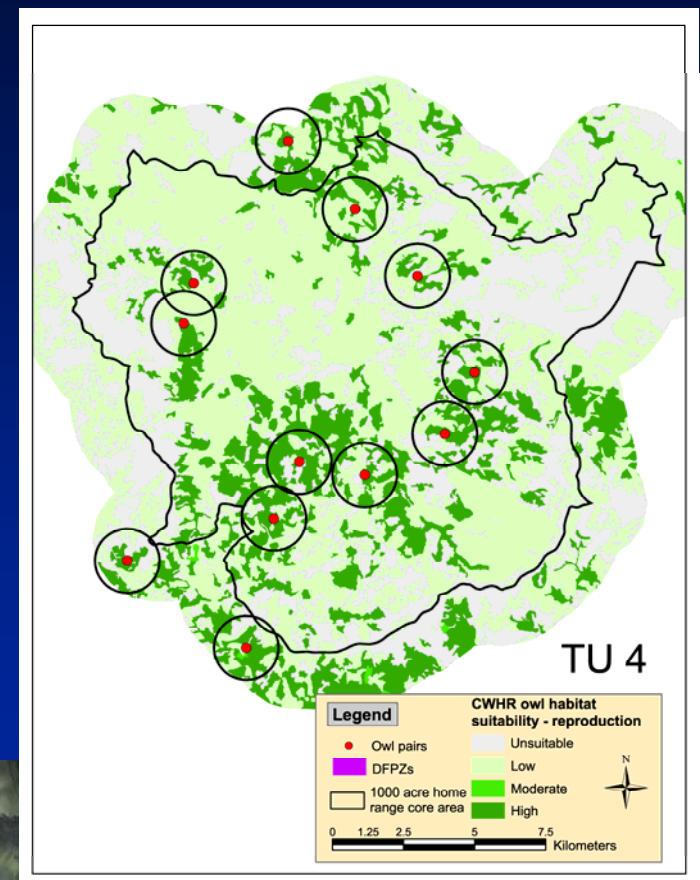 TU 4
Legend
Owl pairs
DFPZs
1000 acre home
range core area
CWHR owl habitat
suitability - reproduction
Unsuitable
Low
Moderate
High
N
0 1.25 2.5 5 7.5
Kilometers